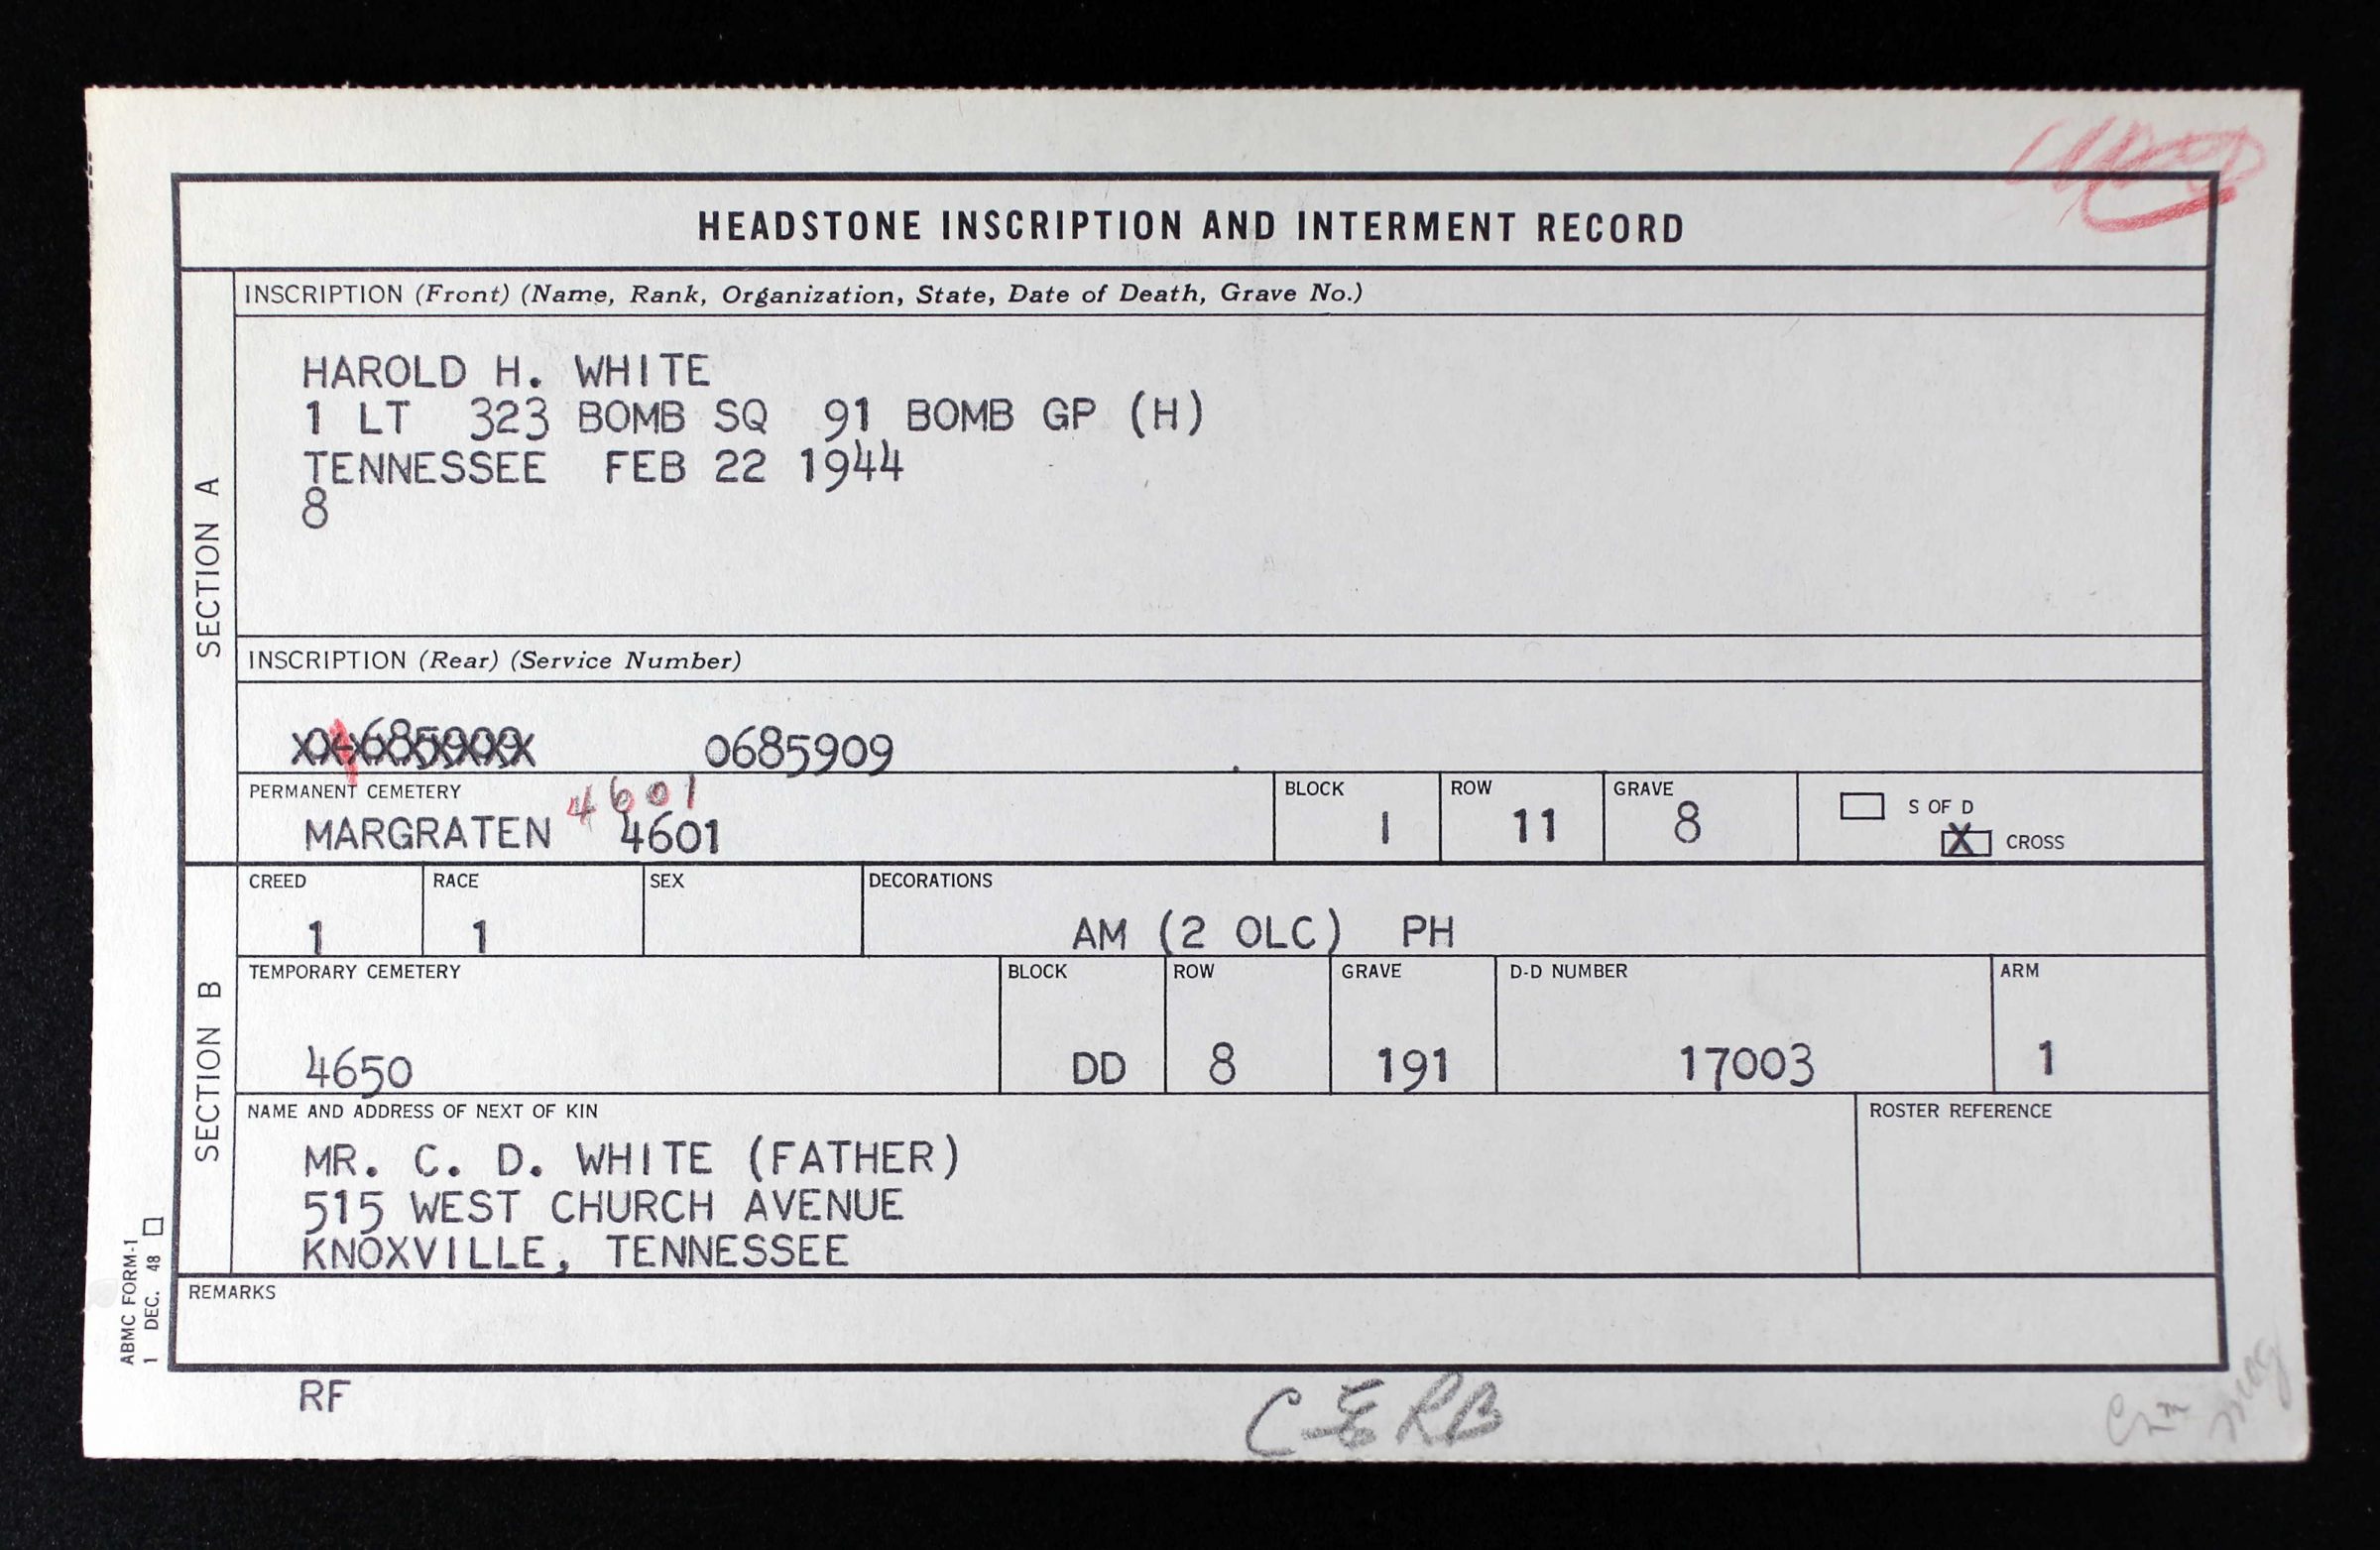 HEADSTONE INSCRIPTION AND INTERMENT RECORD
SECTION A
INSCRIPTION (Front) (Name, Rank, Organization, State, Date of Death, Grave No.)
HAROLD H. WHITE
1 LT 323 BOMB SQ 91 BOMB GP (H)
TENNESSEE FEB 22 1944
8
INSCRIPTION (Rear) (Service Number)
0-685909 0685909
PERMANENT CEMETERY 4601 BLOCK ROW GRAVE S OF D
MARGRATEN 4601 I 11 8 X CROSS
SECTION B
CREED RACE SEX DECORATIONS
1 1 AM (2 OLC) PH
TEMPORARY CEMETERY BLOCK ROW GRAVE D-D NUMBER ARM
4650 DD 8 191 17003 1
NAME AND ADDRESS OF NEXT OF KIN ROSTER REFERENCE
MR. C. D. WHITE (FATHER)
515 WEST CHURCH AVENUE
KNOXVILLE, TENNESSEE
REMARKS
ABMC FORM-1
1 DEC. 48
RF